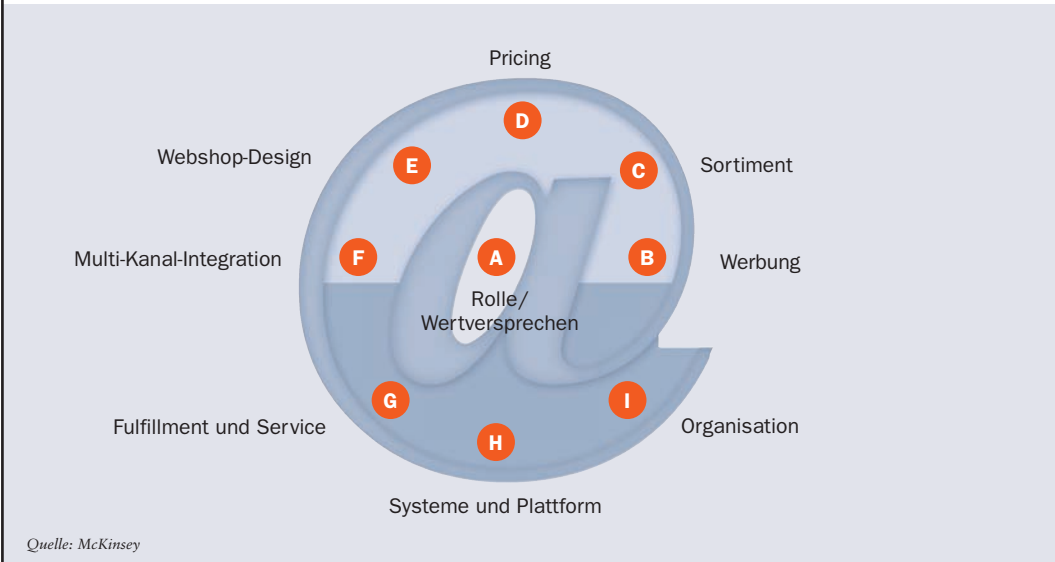 Pricing
D
Webshop-Design
E
C
Sortiment
Multi-Kanal-Integration
F
A
B
Werbung
Rolle/
Wertversprechen
G
I
Fulfillment und Service
H
Organisation
Systeme und Plattform
Quelle: McKinsey